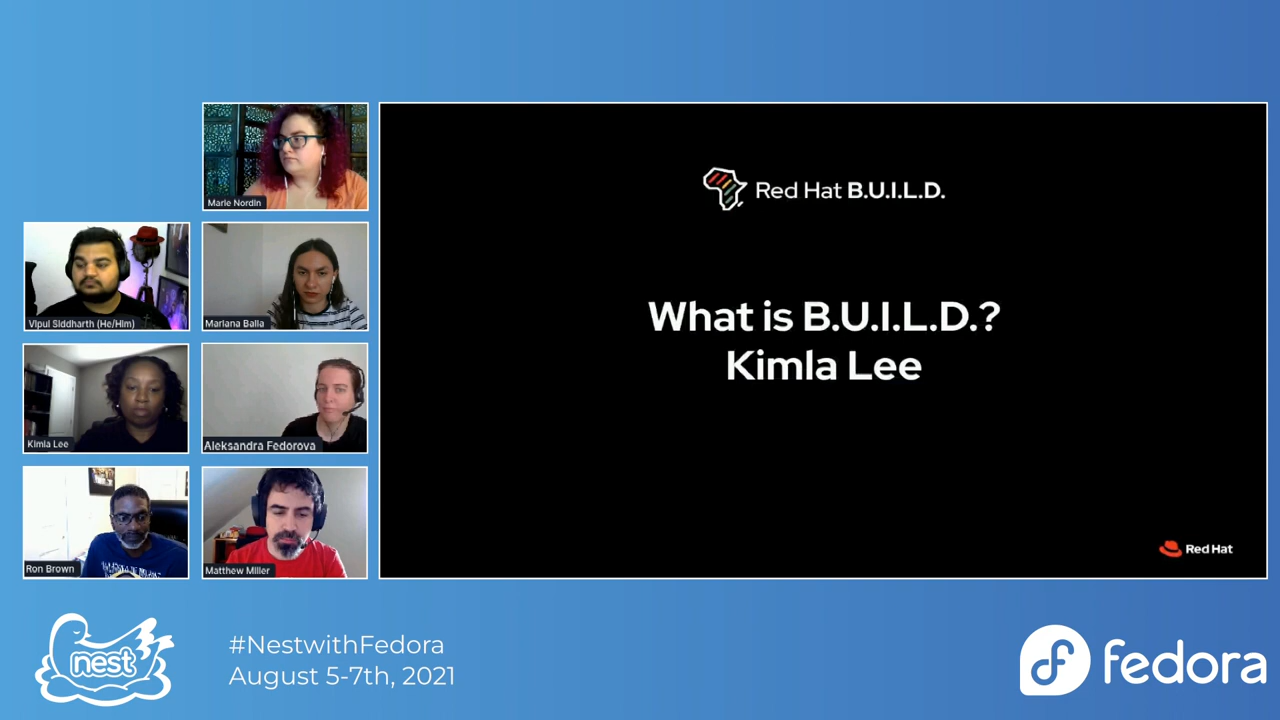 Marie Nordin
Vipul Siddharth (He/Him)
Mariana Balla
Kimla Lee
Aleksandra Fedorova
Ron Brown
Matthew Miller
Red Hat B.U.I.L.D.
What is B.U.I.L.D.?
Kimla Lee
Red Hat
nest
#NestwithFedora
August 5-7th, 2021
fedora